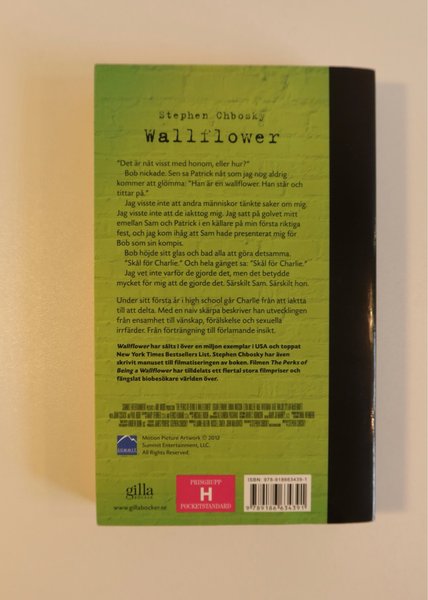 Stephen Chbosky
Wallflower
"Det är nåt visst med honom, eller hur?"
Bob nickade. Sen sa Patrick nåt som jag nog aldrig
kommer att glömma: "Han är en wallflower. Han står och
tittar på."
Jag visste inte att andra människor tänkte saker om mig.
Jag visste inte att de iakttog mig. Jag satt på golvet mitt
emellan Sam och Patrick i en källare på min första riktiga
fest, och jag kom ihåg att Sam hade presenterat mig för
Bob som sin kompis.
Bob höjde sitt glas och bad alla att göra detsamma.
"Skål för Charlie." Och hela gänget sa: "Skål för Charlie."
Jag vet inte varför de gjorde det, men det betydde
mycket för mig att de gjorde det. Särskilt Sam. Särskilt hon.
Under sitt första år i high school går Charlie från att iaktta
till att delta. Med en naiv skärpa beskriver han utvecklingen
från ensamhet till vänskap, förälskelse och sexuella
irrfärder. Från förträngning till förlamande insikt.
Wallflower har sålts i över en miljon exemplar i USA och toppat
New York Times Bestsellers List. Stephen Chbosky har även
skrivit manuset till filmatiseringen av boken. Filmen The Perks of
Being a Wallflower har tilldelats ett flertal stora filmpriser och
fängslat biobesökare världen över.
SUMMIT
Motion Picture Artwork © 2012
Summit Entertainment, LLC.
All Rights Reserved.
gilla
BÖCKER
www.gillabocker.se
PRISGRUPP
H
POCKETSTANDARD
ISBN 978-918663439-1
9 789186 634391